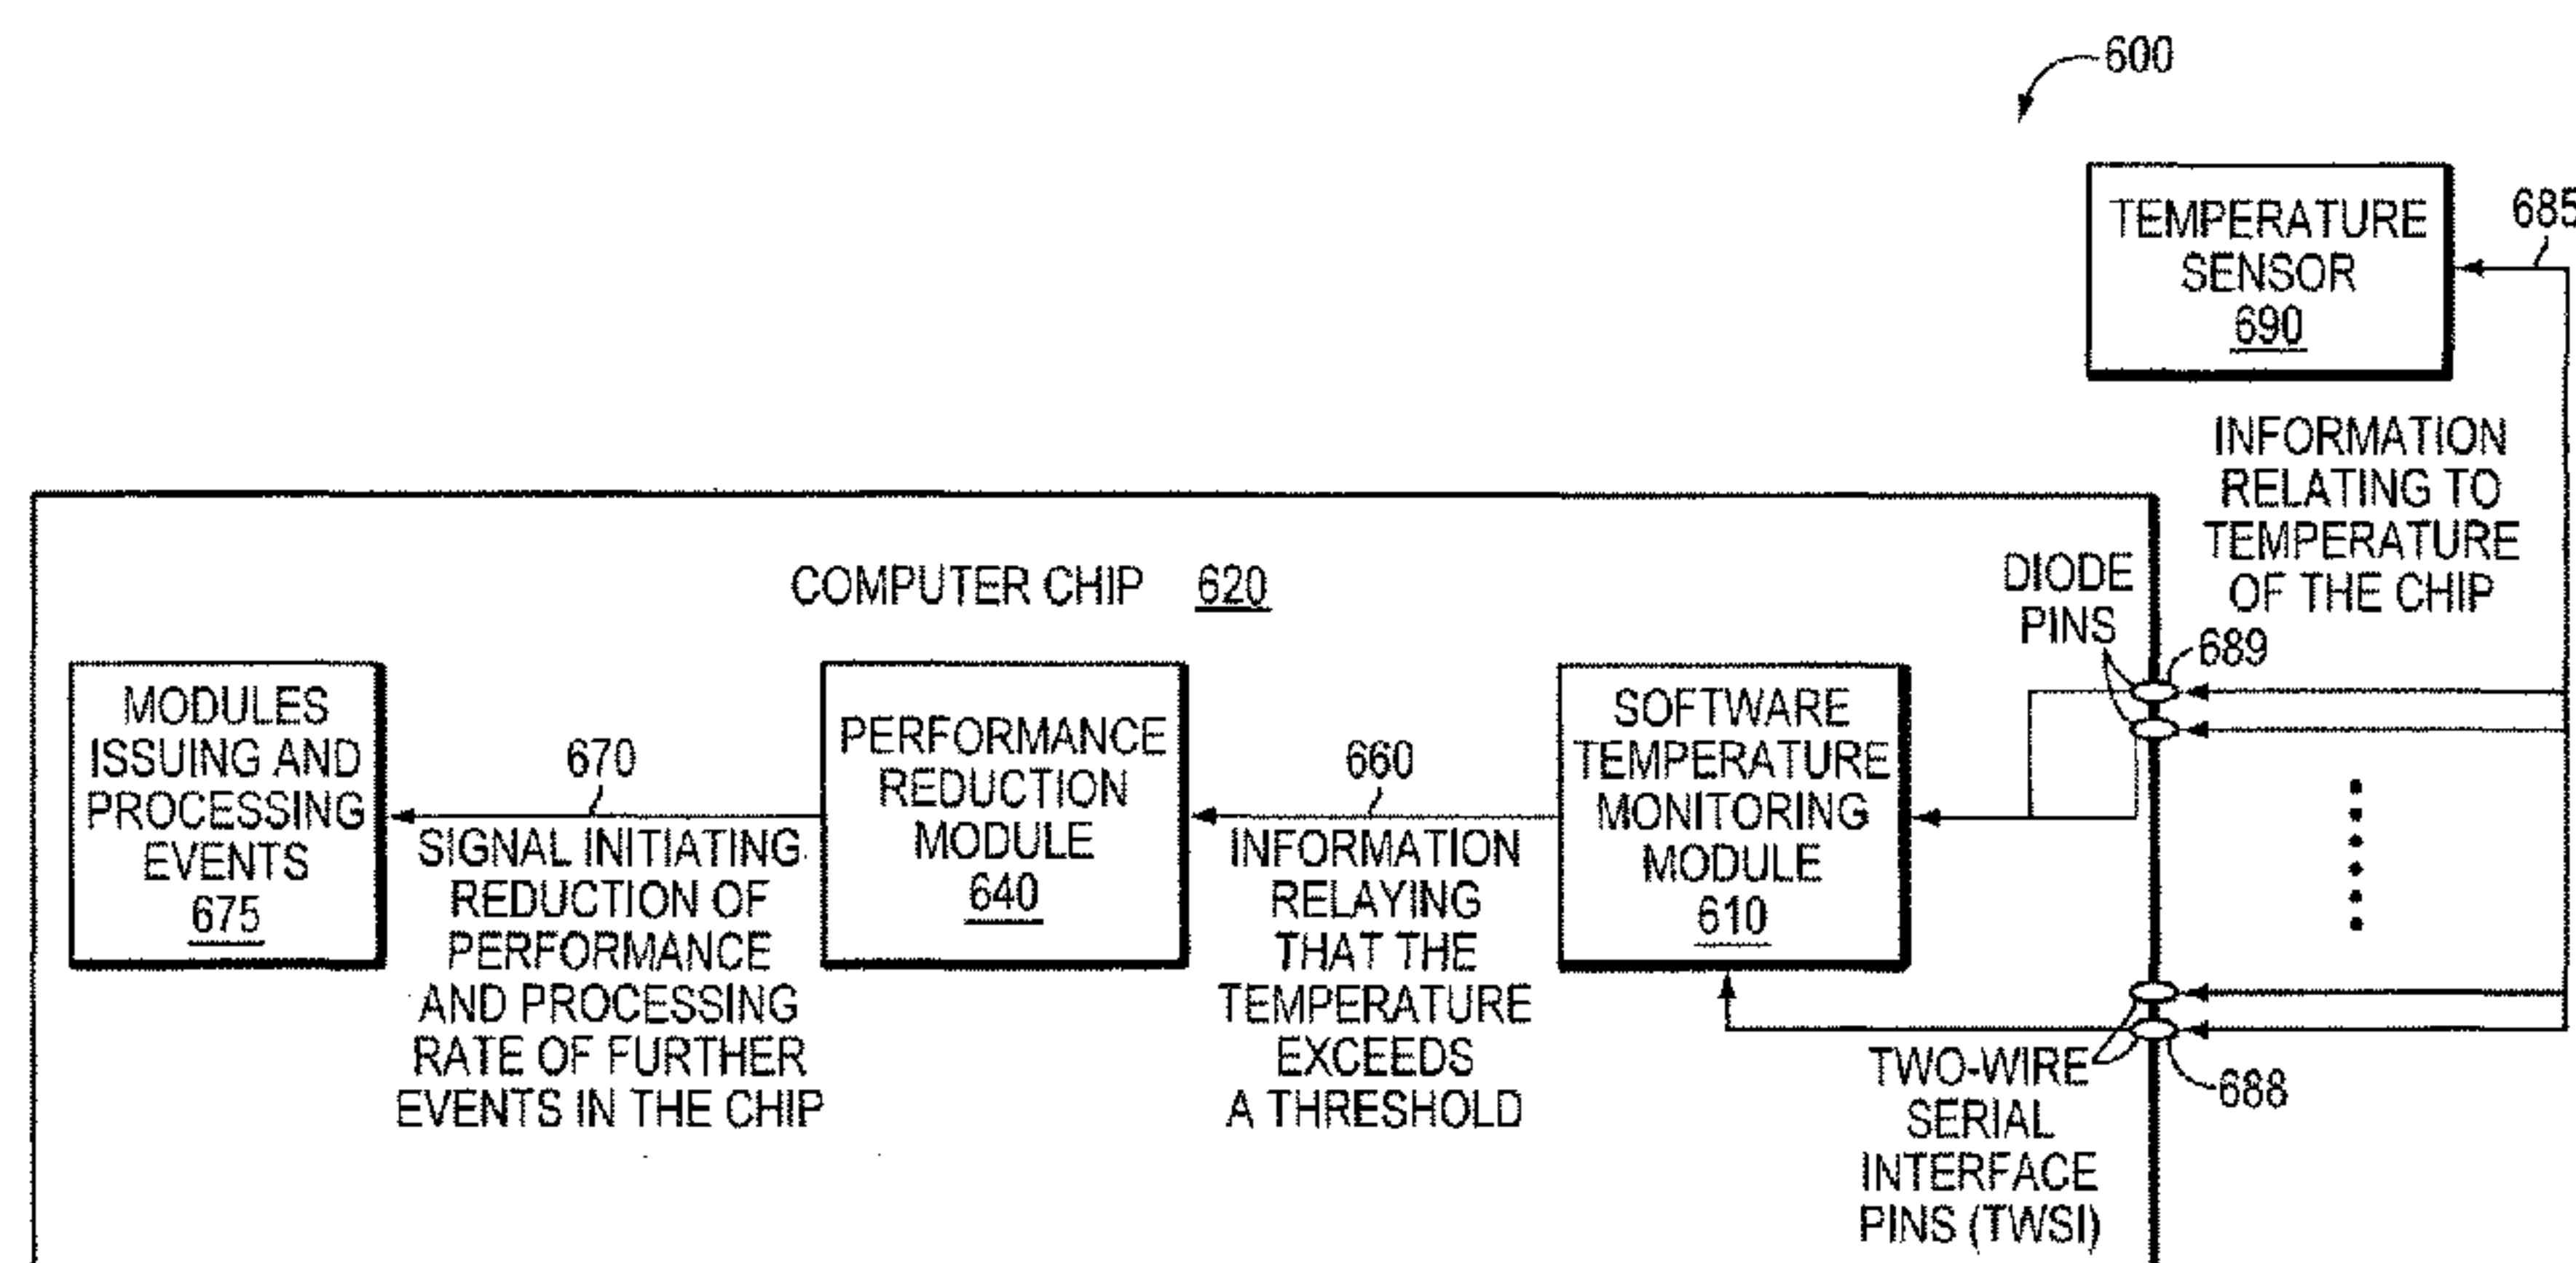 600
TEMPERATURE
SENSOR
690
685
INFORMATION
RELATING TO
TEMPERATURE
OF THE CHIP
COMPUTER CHIP 620
DIODE
PINS
689
MODULES
ISSUING AND
PROCESSING
EVENTS
675
670
SIGNAL INITIATING
REDUCTION OF
PERFORMANCE
AND PROCESSING
RATE OF FURTHER
EVENTS IN THE CHIP
PERFORMANCE
REDUCTION
MODULE
640
660
INFORMATION
RELAYING
THAT THE
TEMPERATURE
EXCEEDS
A THRESHOLD
SOFTWARE
TEMPERATURE
MONITORING
MODULE
610
TWO-WIRE
SERIAL
INTERFACE
PINS (TWSI)
688